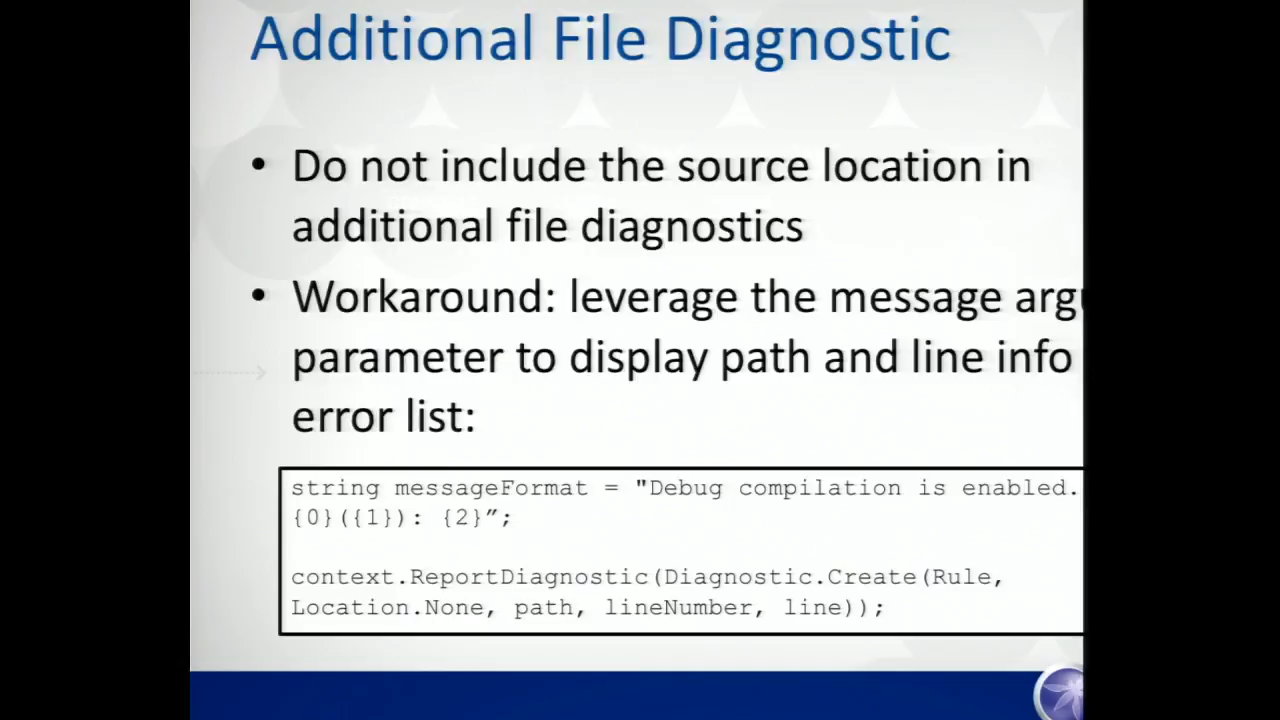 Additional File Diagnostic
• Do not include the source location in
additional file diagnostics
• Workaround: leverage the message
parameter to display path and line info
error list:
string messageFormat = "Debug compilation is enabled.
{0}({1}): {2}”;
context.ReportDiagnostic(Diagnostic.Create(Rule,
Location.None, path, lineNumber, line));